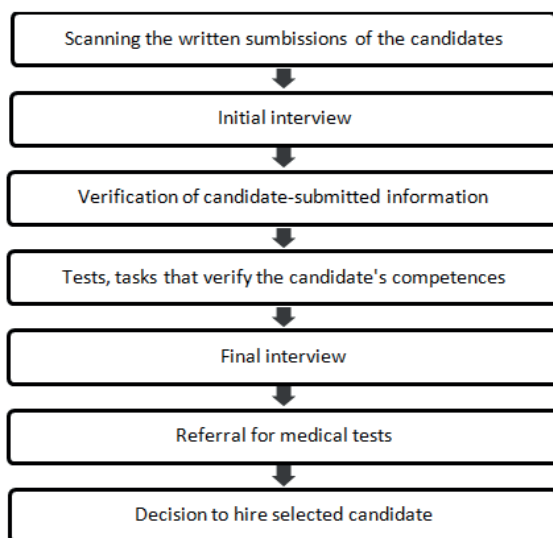 Scanning the written sumbissions of the candidates
Initial interview
Verification of candidate-submitted information
Tests, tasks that verify the candidate's competences
Final interview
Referral for medical tests
Decision to hire selected candidate